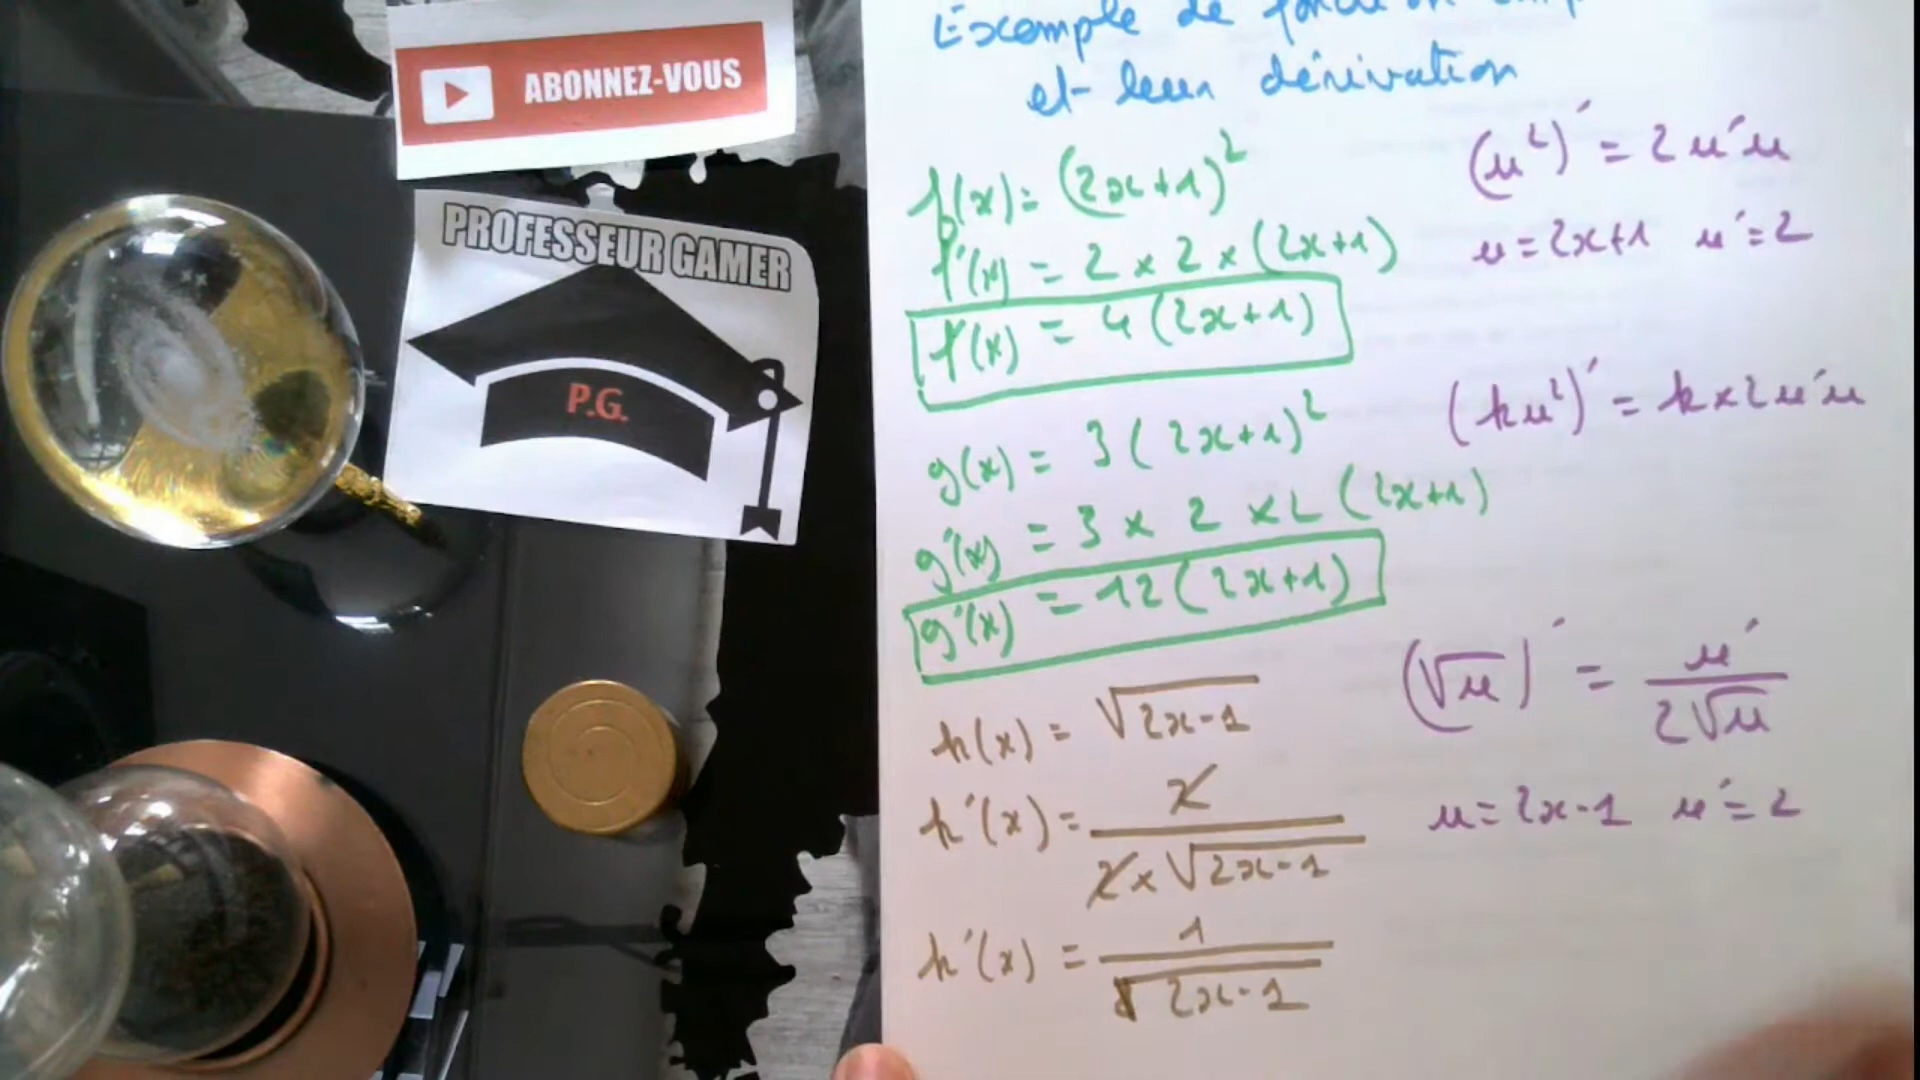 ABONNEZ-VOUS
PROFESSEUR GAMER
P.G.
Exemple de
et leur dérivation
f(x) = (2x+1)²
(u²)' = 2u'u
f'(x) = 2 × 2 × (2x+1)
u = 2x+1 u' = 2
f'(x) = 4(2x+1)
g(x) = 3(2x+1)²
(ku²)' = k×2u'u
g'(x) = 3 × 2 × 2 (2x+1)
g'(x) = 12(2x+1)
h(x) = √(2x-1)
(√u)' = u'/(2√u)
h'(x) = 2/(2×√(2x-1))
u = 2x-1 u' = 2
h'(x) = 1/√(2x-1)